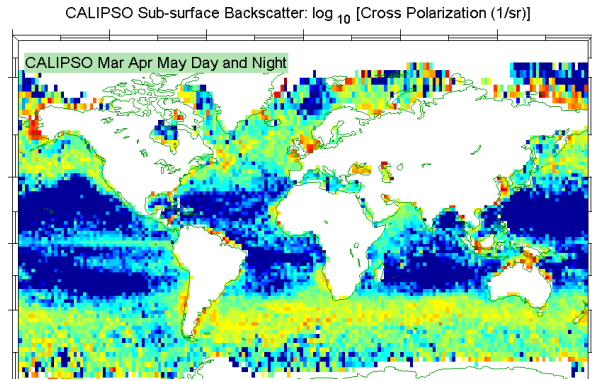 CALIPSO Sub-surface Backscatter: log 10 [Cross Polarization (1/sr)]
CALIPSO Mar Apr May Day and Night